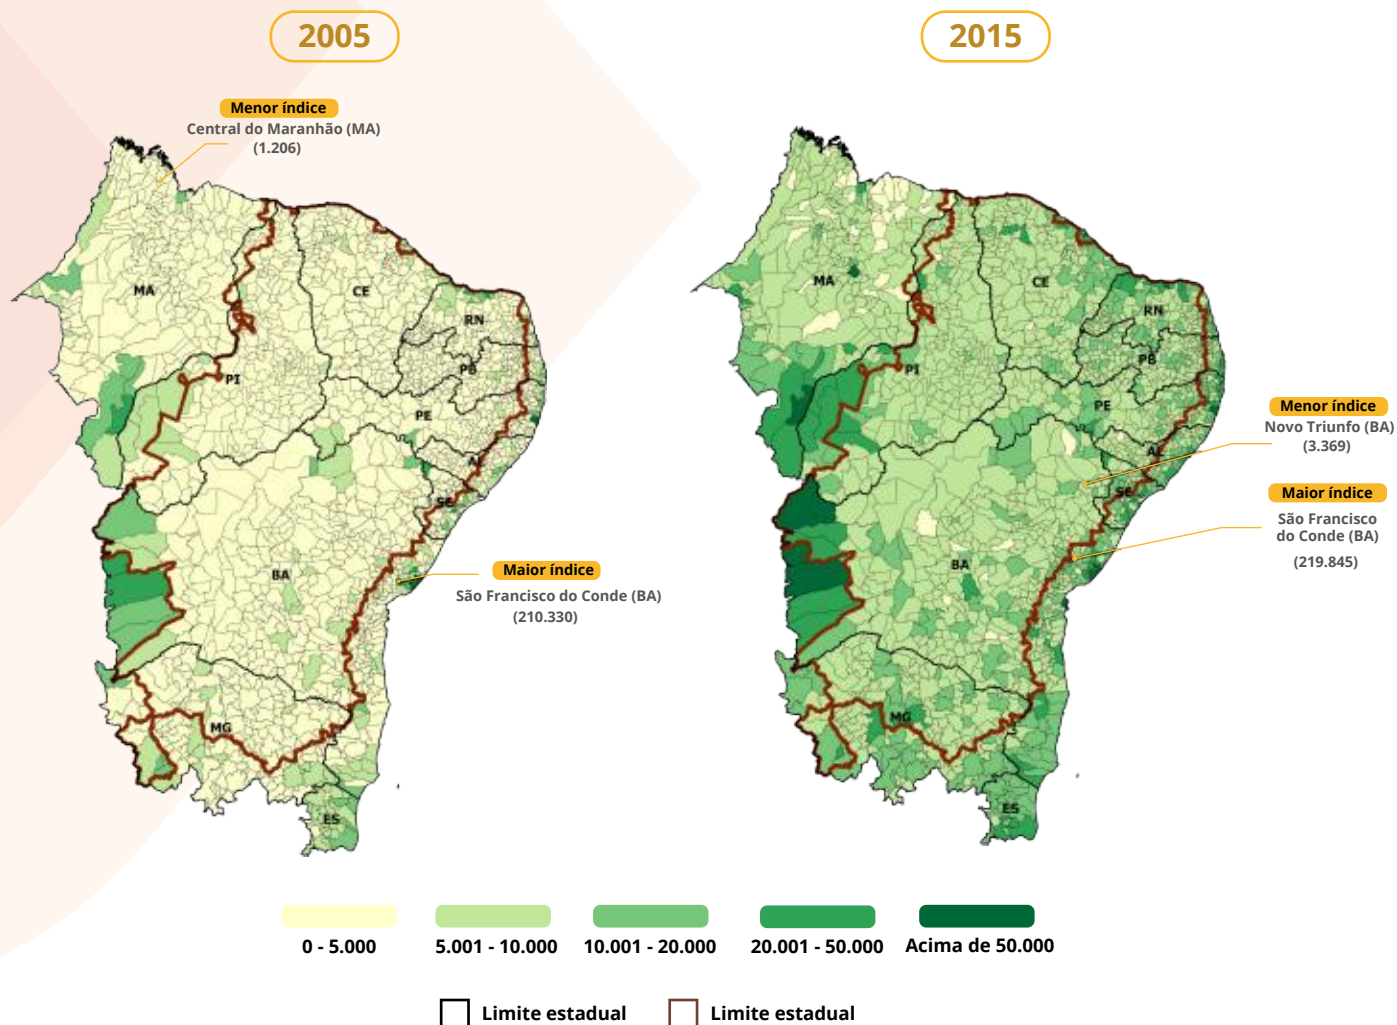 2005
2015
Menor índice
Central do Maranhão (MA)
(1.206)
MA
CE
RN
PB
PI
PE
AL
SE
BA
MG
ES
Maior índice
São Francisco do Conde (BA)
(210.330)
MA
CE
RN
PB
PI
PE
AL
SE
BA
MG
ES
Menor índice
Novo Triunfo (BA)
(3.369)
Maior índice
São Francisco
do Conde (BA)
(219.845)
0 - 5.000
5.001 - 10.000
10.001 - 20.000
20.001 - 50.000
Acima de 50.000
Limite estadual
Limite estadual